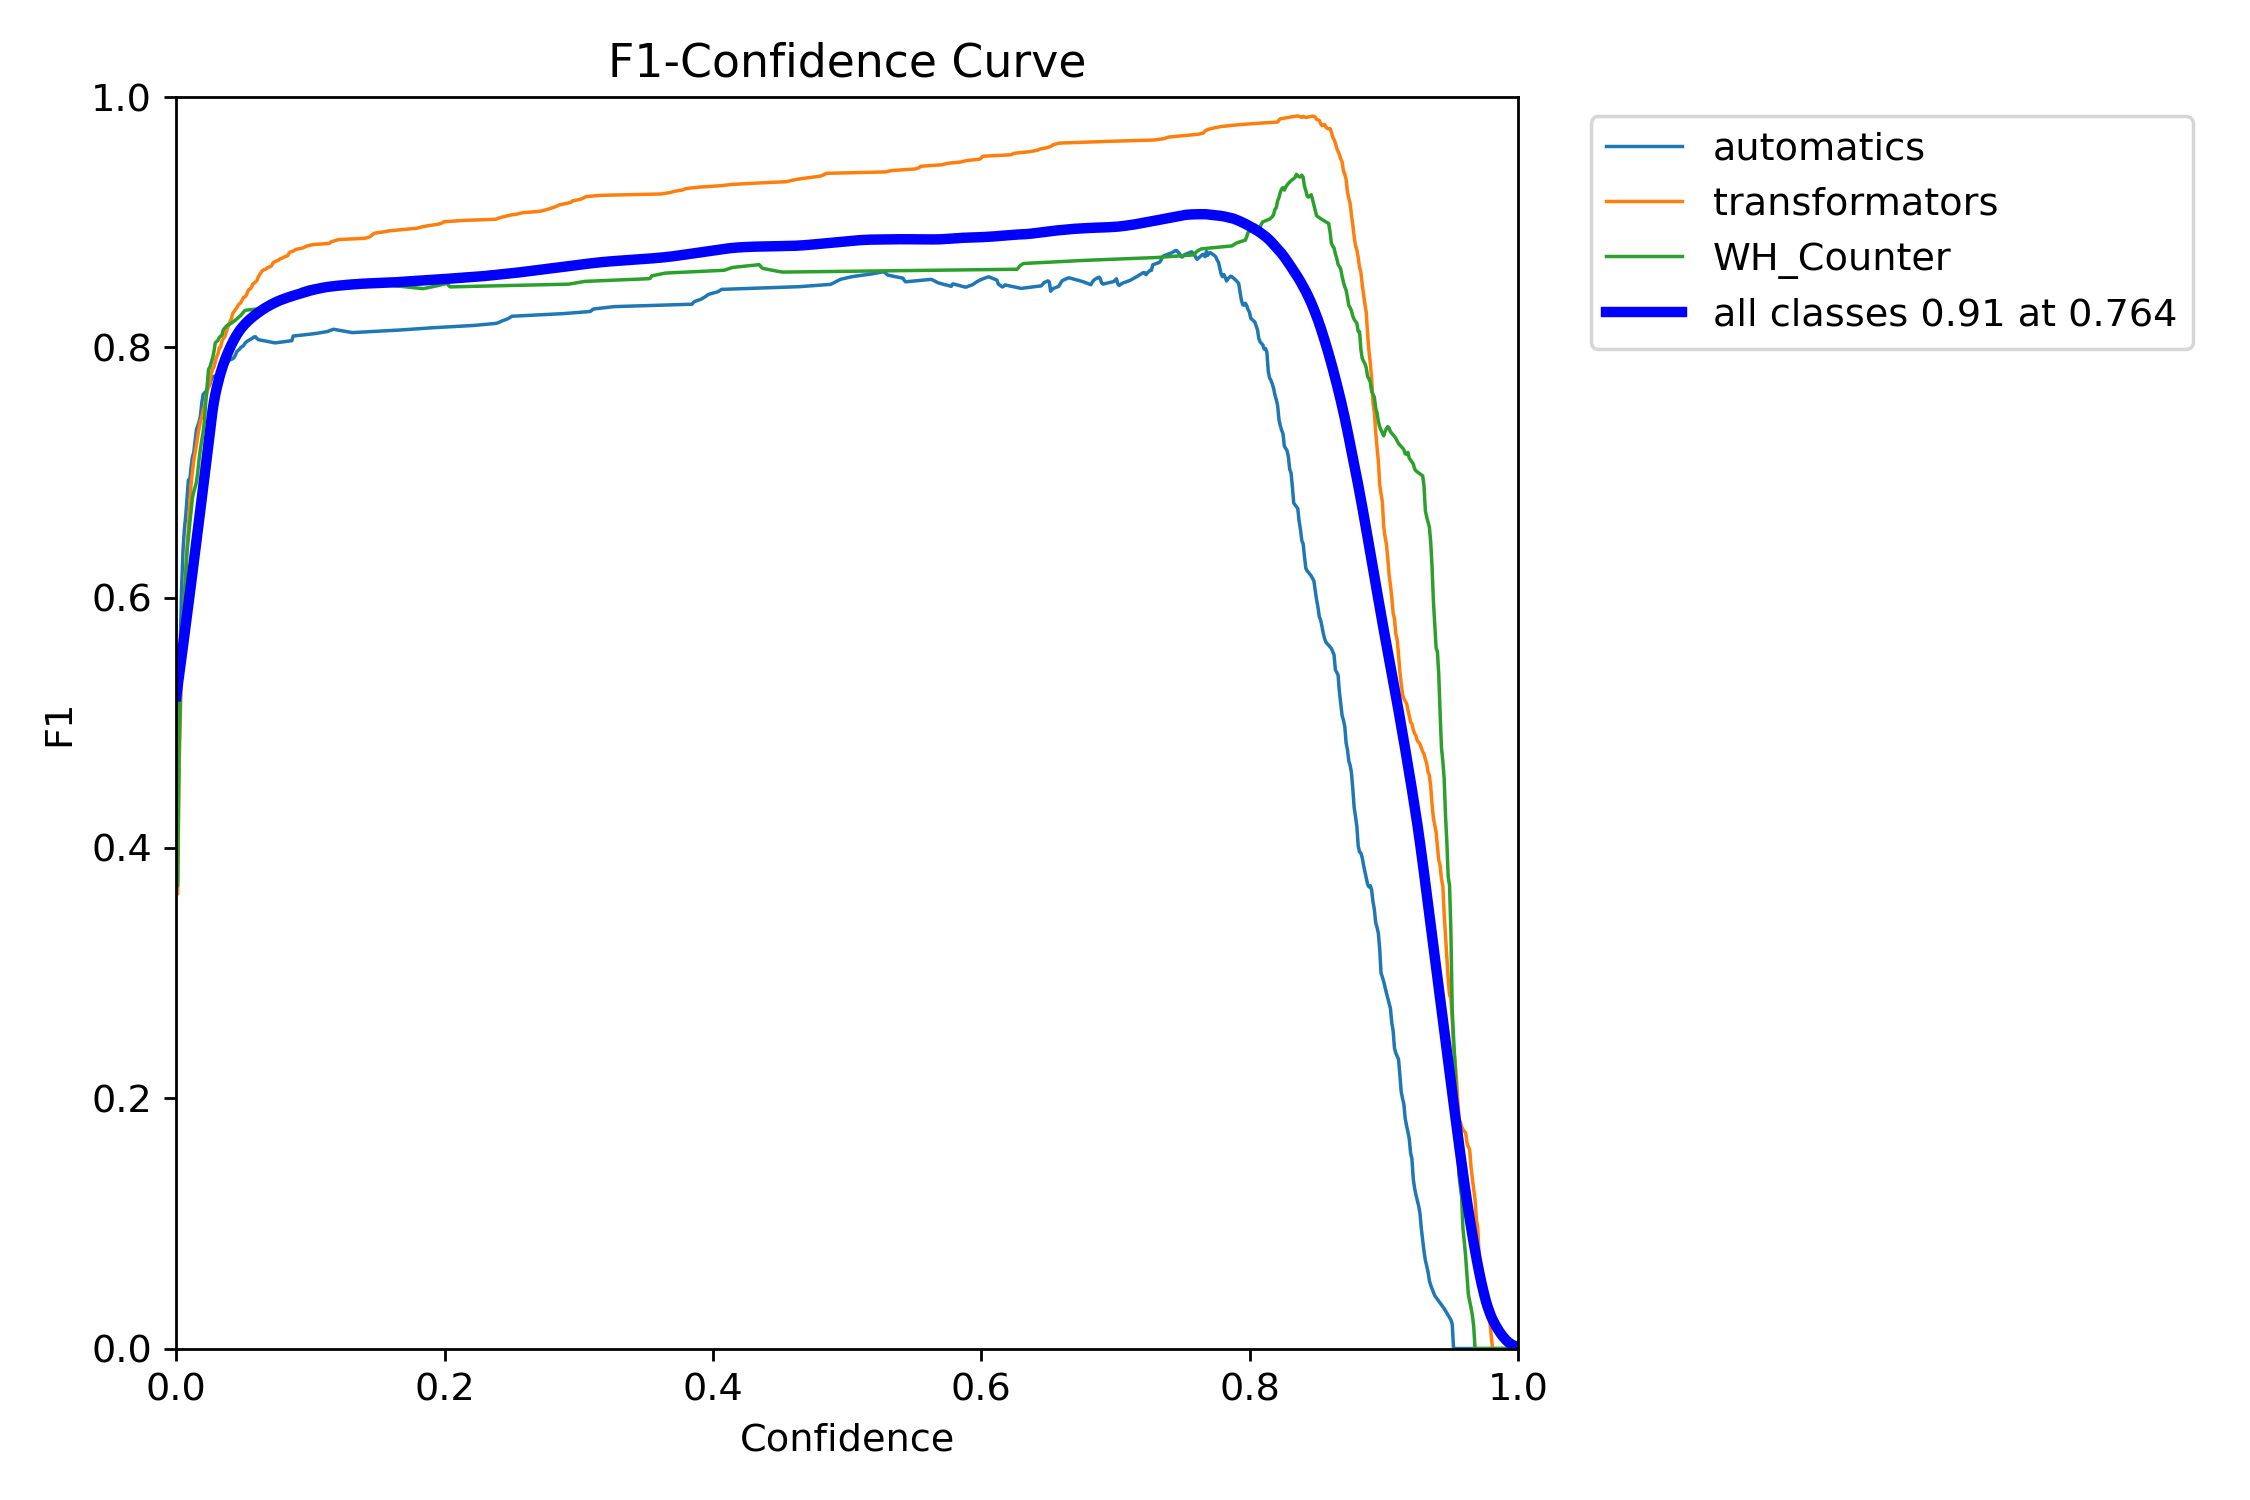 F1-Confidence Curve
1.0
0.8
0.6
0.4
0.2
0.0
F1
0.0 0.2 0.4 0.6 0.8 1.0
Confidence
automatics
transformators
WH_Counter
all classes 0.91 at 0.764